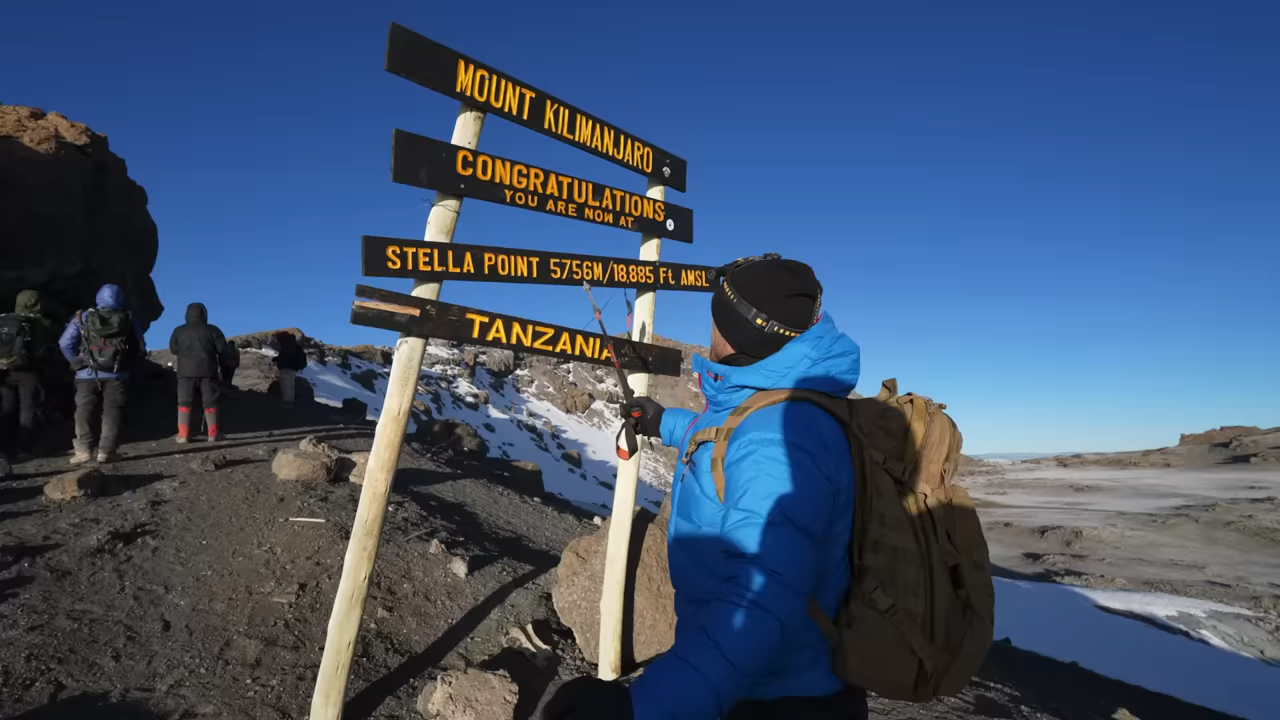 MOUNT KILIMANJARO
CONGRATULATIONS
YOU ARE NOW AT
STELLA POINT 5756M/18,885 Ft AMSL
TANZANIA